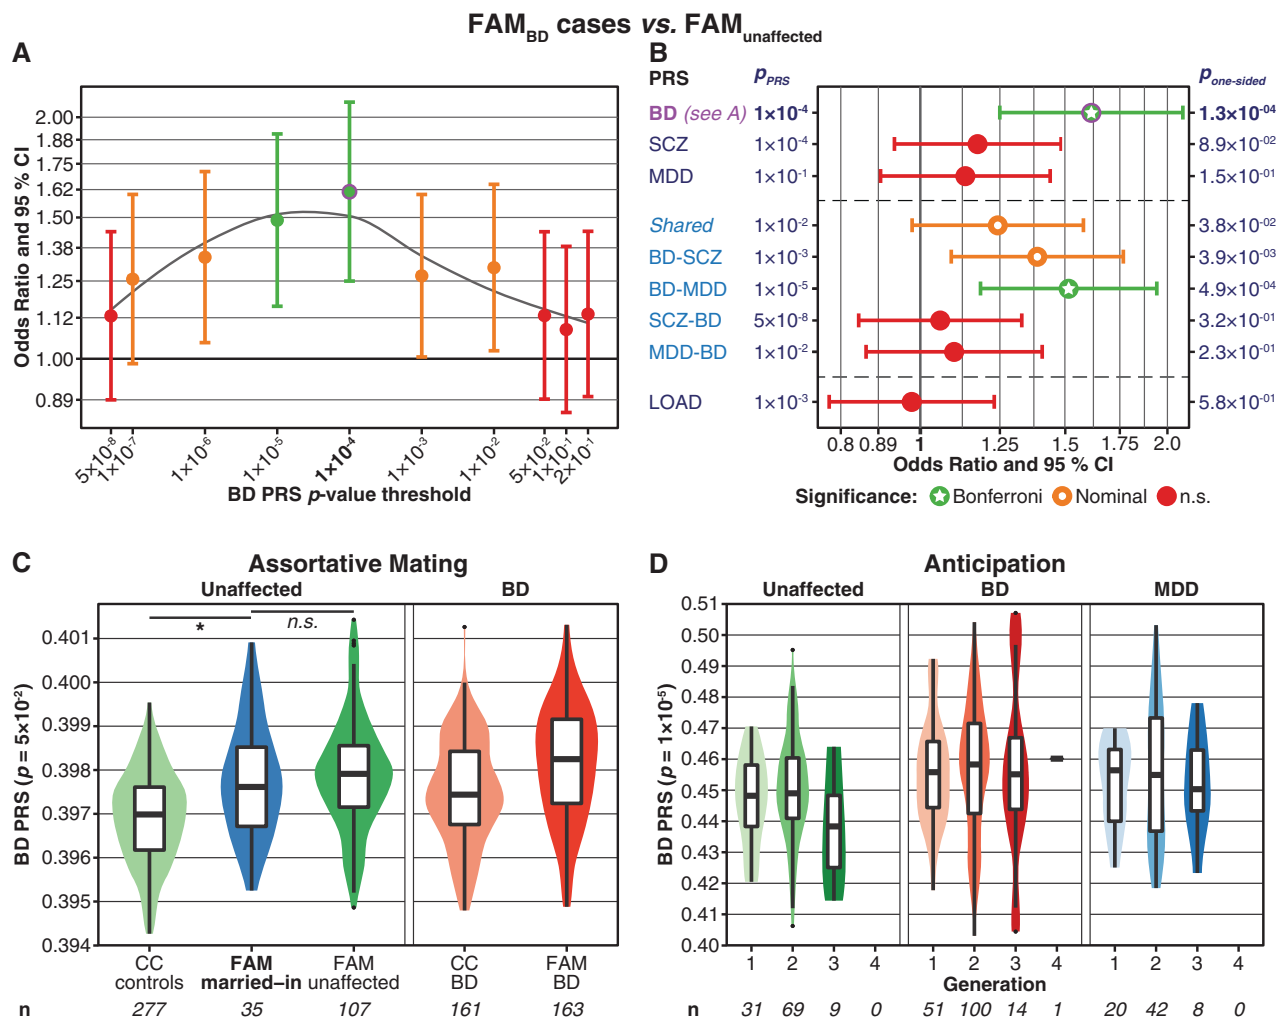 FAM_BD cases vs. FAM_unaffected
A
Odds Ratio and 95 % CI
2.00
1.88
1.75
1.62
1.50
1.38
1.25
1.12
1.00
0.89
5×10⁻⁸
1×10⁻⁷
1×10⁻⁶
1×10⁻⁵
1×10⁻⁴
1×10⁻³
1×10⁻²
5×10⁻²
1×10⁻¹
2×10⁻¹
BD PRS p-value threshold
B
PRS p_PRS p_one-sided
BD (see A) 1×10⁻⁴ 1.3×10⁻⁰⁴
SCZ 1×10⁻⁴ 8.9×10⁻⁰²
MDD 1×10⁻¹ 1.5×10⁻⁰¹
Shared 1×10⁻² 3.8×10⁻⁰²
BD-SCZ 1×10⁻³ 3.9×10⁻⁰³
BD-MDD 1×10⁻⁵ 4.9×10⁻⁰⁴
SCZ-BD 5×10⁻⁸ 3.2×10⁻⁰¹
MDD-BD 1×10⁻² 2.3×10⁻⁰¹
LOAD 1×10⁻³ 5.8×10⁻⁰¹
0.8 0.89 1 1.25 1.5 1.75 2.0
Odds Ratio and 95 % CI
Significance: Bonferroni Nominal n.s.
C
Assortative Mating
Unaffected BD
* n.s.
BD PRS (p = 5×10⁻²)
0.401
0.400
0.399
0.398
0.397
0.396
0.395
0.394
CC FAM FAM CC FAM
controls married–in unaffected BD BD
n 277 35 107 161 163
D
Anticipation
Unaffected BD MDD
BD PRS (p = 1×10⁻⁵)
0.51
0.50
0.49
0.48
0.47
0.46
0.45
0.44
0.43
0.42
0.41
0.40
1 2 3 4 1 2 3 4 1 2 3 4
Generation
n 31 69 9 0 51 100 14 1 20 42 8 0